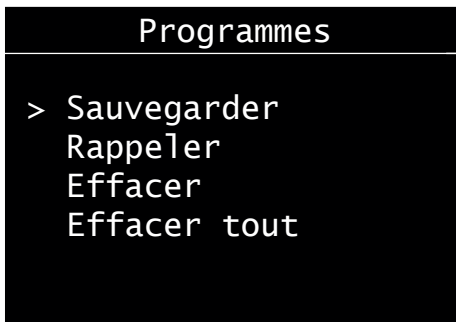 Programmes
> Sauvegarder
Rappeler
Effacer
Effacer tout